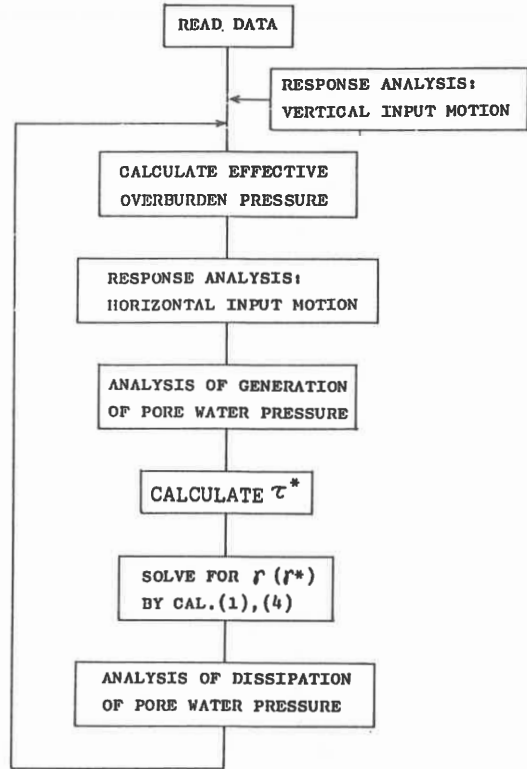 READ DATA
RESPONSE ANALYSIS:
VERTICAL INPUT MOTION
CALCULATE EFFECTIVE
OVERBURDEN PRESSURE
RESPONSE ANALYSIS:
HORIZONTAL INPUT MOTION
ANALYSIS OF GENERATION
OF PORE WATER PRESSURE
CALCULATE τ*
SOLVE FOR γ (γ*)
BY CAL.(1),(4)
ANALYSIS OF DISSIPATION
OF PORE WATER PRESSURE